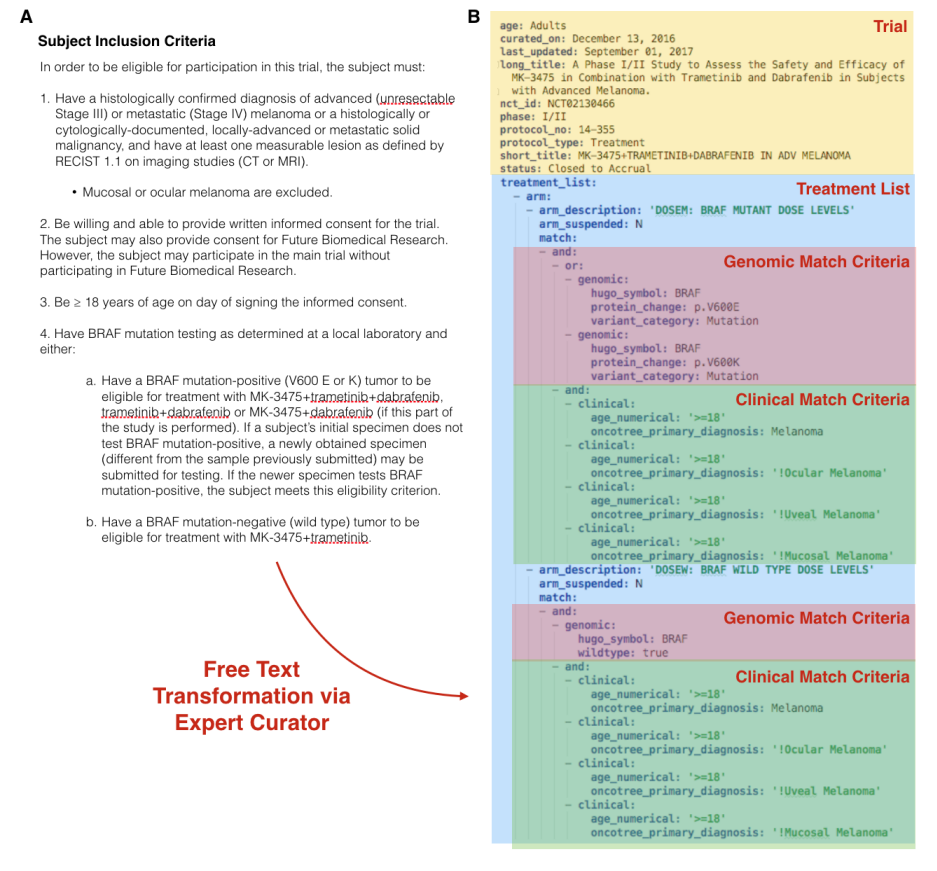 A
Subject Inclusion Criteria
In order to be eligible for participation in this trial, the subject must:
1. Have a histologically confirmed diagnosis of advanced (unresectable
Stage III) or metastatic (Stage IV) melanoma or a histologically or
cytologically-documented, locally-advanced or metastatic solid
malignancy, and have at least one measurable lesion as defined by
RECIST 1.1 on imaging studies (CT or MRI).
• Mucosal or ocular melanoma are excluded.
2. Be willing and able to provide written informed consent for the trial.
The subject may also provide consent for Future Biomedical Research.
However, the subject may participate in the main trial without
participating in Future Biomedical Research.
3. Be ≥ 18 years of age on day of signing the informed consent.
4. Have BRAF mutation testing as determined at a local laboratory and
either:
a. Have a BRAF mutation-positive (V600 E or K) tumor to be
eligible for treatment with MK-3475+trametinib+dabrafenib,
trametinib+dabrafenib or MK-3475+dabrafenib (if this part of
the study is performed). If a subject's initial specimen does not
test BRAF mutation-positive, a newly obtained specimen
(different from the sample previously submitted) may be
submitted for testing. If the newer specimen tests BRAF
mutation-positive, the subject meets this eligibility criterion.
b. Have a BRAF mutation-negative (wild type) tumor to be
eligible for treatment with MK-3475+trametinib.
Free Text
Transformation via
Expert Curator
B
Trial
age: Adults
curated_on: December 13, 2016
last_updated: September 01, 2017
long_title: A Phase I/II Study to Assess the Safety and Efficacy of
MK-3475 in Combination with Trametinib and Dabrafenib in Subjects
with Advanced Melanoma.
nct_id: NCT02130466
phase: I/II
protocol_no: 14-355
protocol_type: Treatment
short_title: MK-3475+TRAMETINIB+DABRAFENIB IN ADV MELANOMA
status: Closed to Accrual
treatment_list:
Treatment List
– arm:
– arm_description: 'DOSEM: BRAF MUTANT DOSE LEVELS'
arm_suspended: N
match:
– and:
Genomic Match Criteria
– or:
– genomic:
hugo_symbol: BRAF
protein_change: p.V600E
variant_category: Mutation
– genomic:
hugo_symbol: BRAF
protein_change: p.V600K
variant_category: Mutation
– and:
Clinical Match Criteria
– clinical:
age_numerical: '>=18'
oncotree_primary_diagnosis: Melanoma
– clinical:
age_numerical: '>=18'
oncotree_primary_diagnosis: '!Ocular Melanoma'
– clinical:
age_numerical: '>=18'
oncotree_primary_diagnosis: '!Uveal Melanoma'
– clinical:
age_numerical: '>=18'
oncotree_primary_diagnosis: '!Mucosal Melanoma'
– arm_description: 'DOSEW: BRAF WILD TYPE DOSE LEVELS'
arm_suspended: N
match:
– and:
Genomic Match Criteria
– genomic:
hugo_symbol: BRAF
wildtype: true
– and:
Clinical Match Criteria
– clinical:
age_numerical: '>=18'
oncotree_primary_diagnosis: Melanoma
– clinical:
age_numerical: '>=18'
oncotree_primary_diagnosis: '!Ocular Melanoma'
– clinical:
age_numerical: '>=18'
oncotree_primary_diagnosis: '!Uveal Melanoma'
– clinical:
age_numerical: '>=18'
oncotree_primary_diagnosis: '!Mucosal Melanoma'